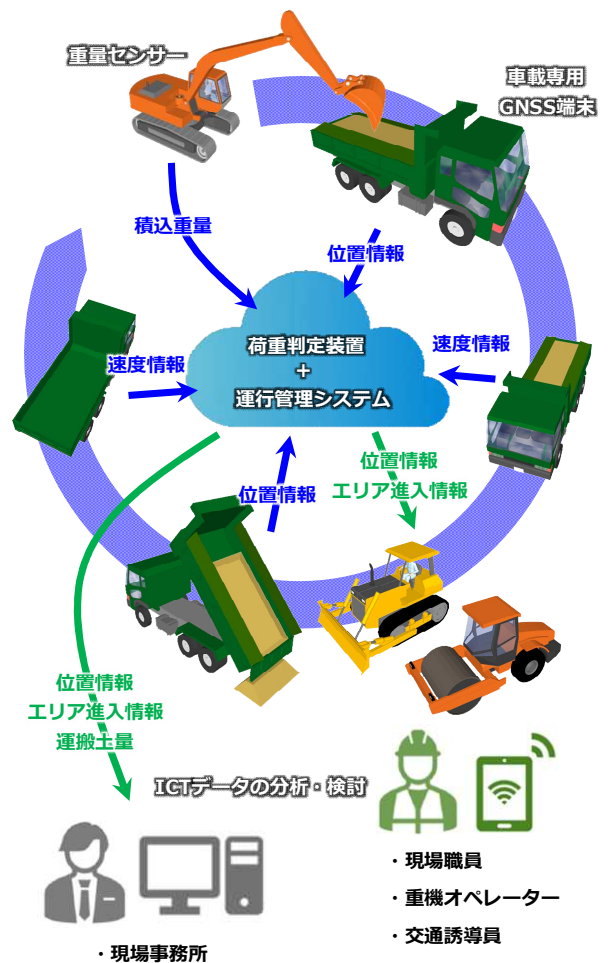 重量センサー
車載専用
GNSS端末
積込重量
位置情報
荷重判定装置
+
運行管理システム
速度情報
速度情報
位置情報
位置情報
エリア進入情報
位置情報
エリア進入情報
運搬土量
ICTデータの分析・検討
・現場職員
・重機オペレーター
・交通誘導員
・現場事務所